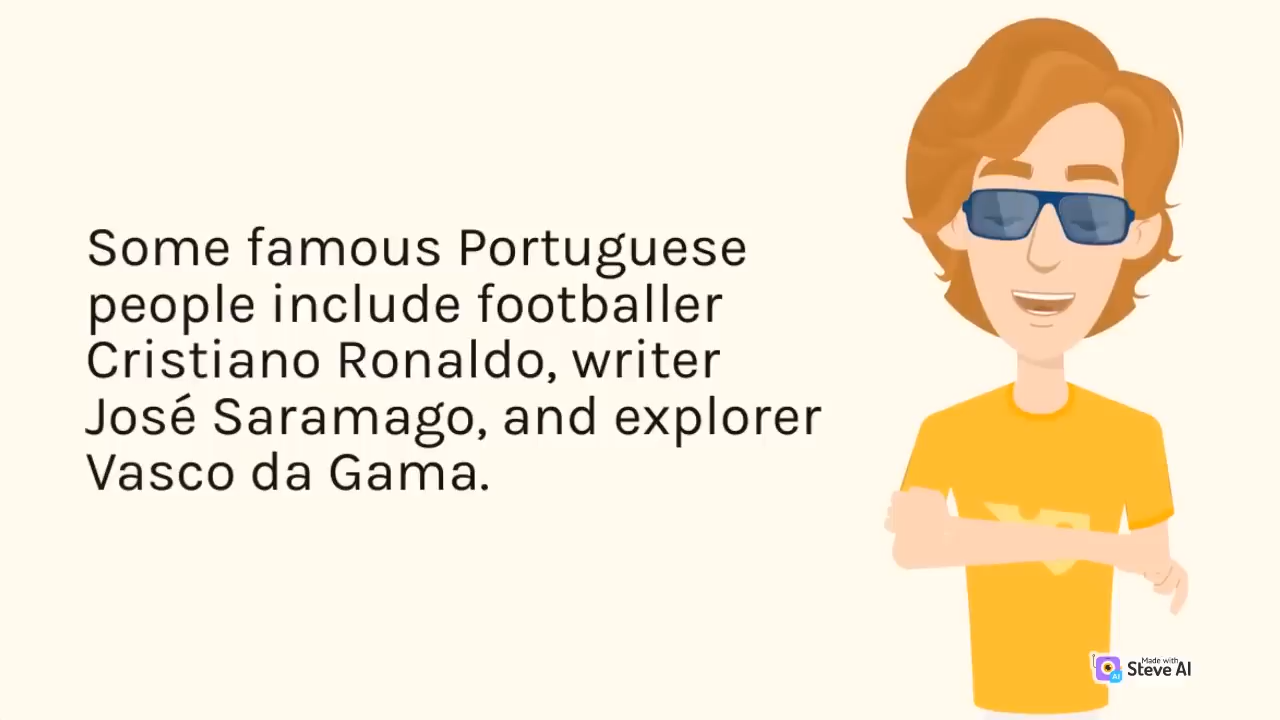 Some famous Portuguese
people include footballer
Cristiano Ronaldo, writer
José Saramago, and explorer
Vasco da Gama.
Made with
Steve AI
AI